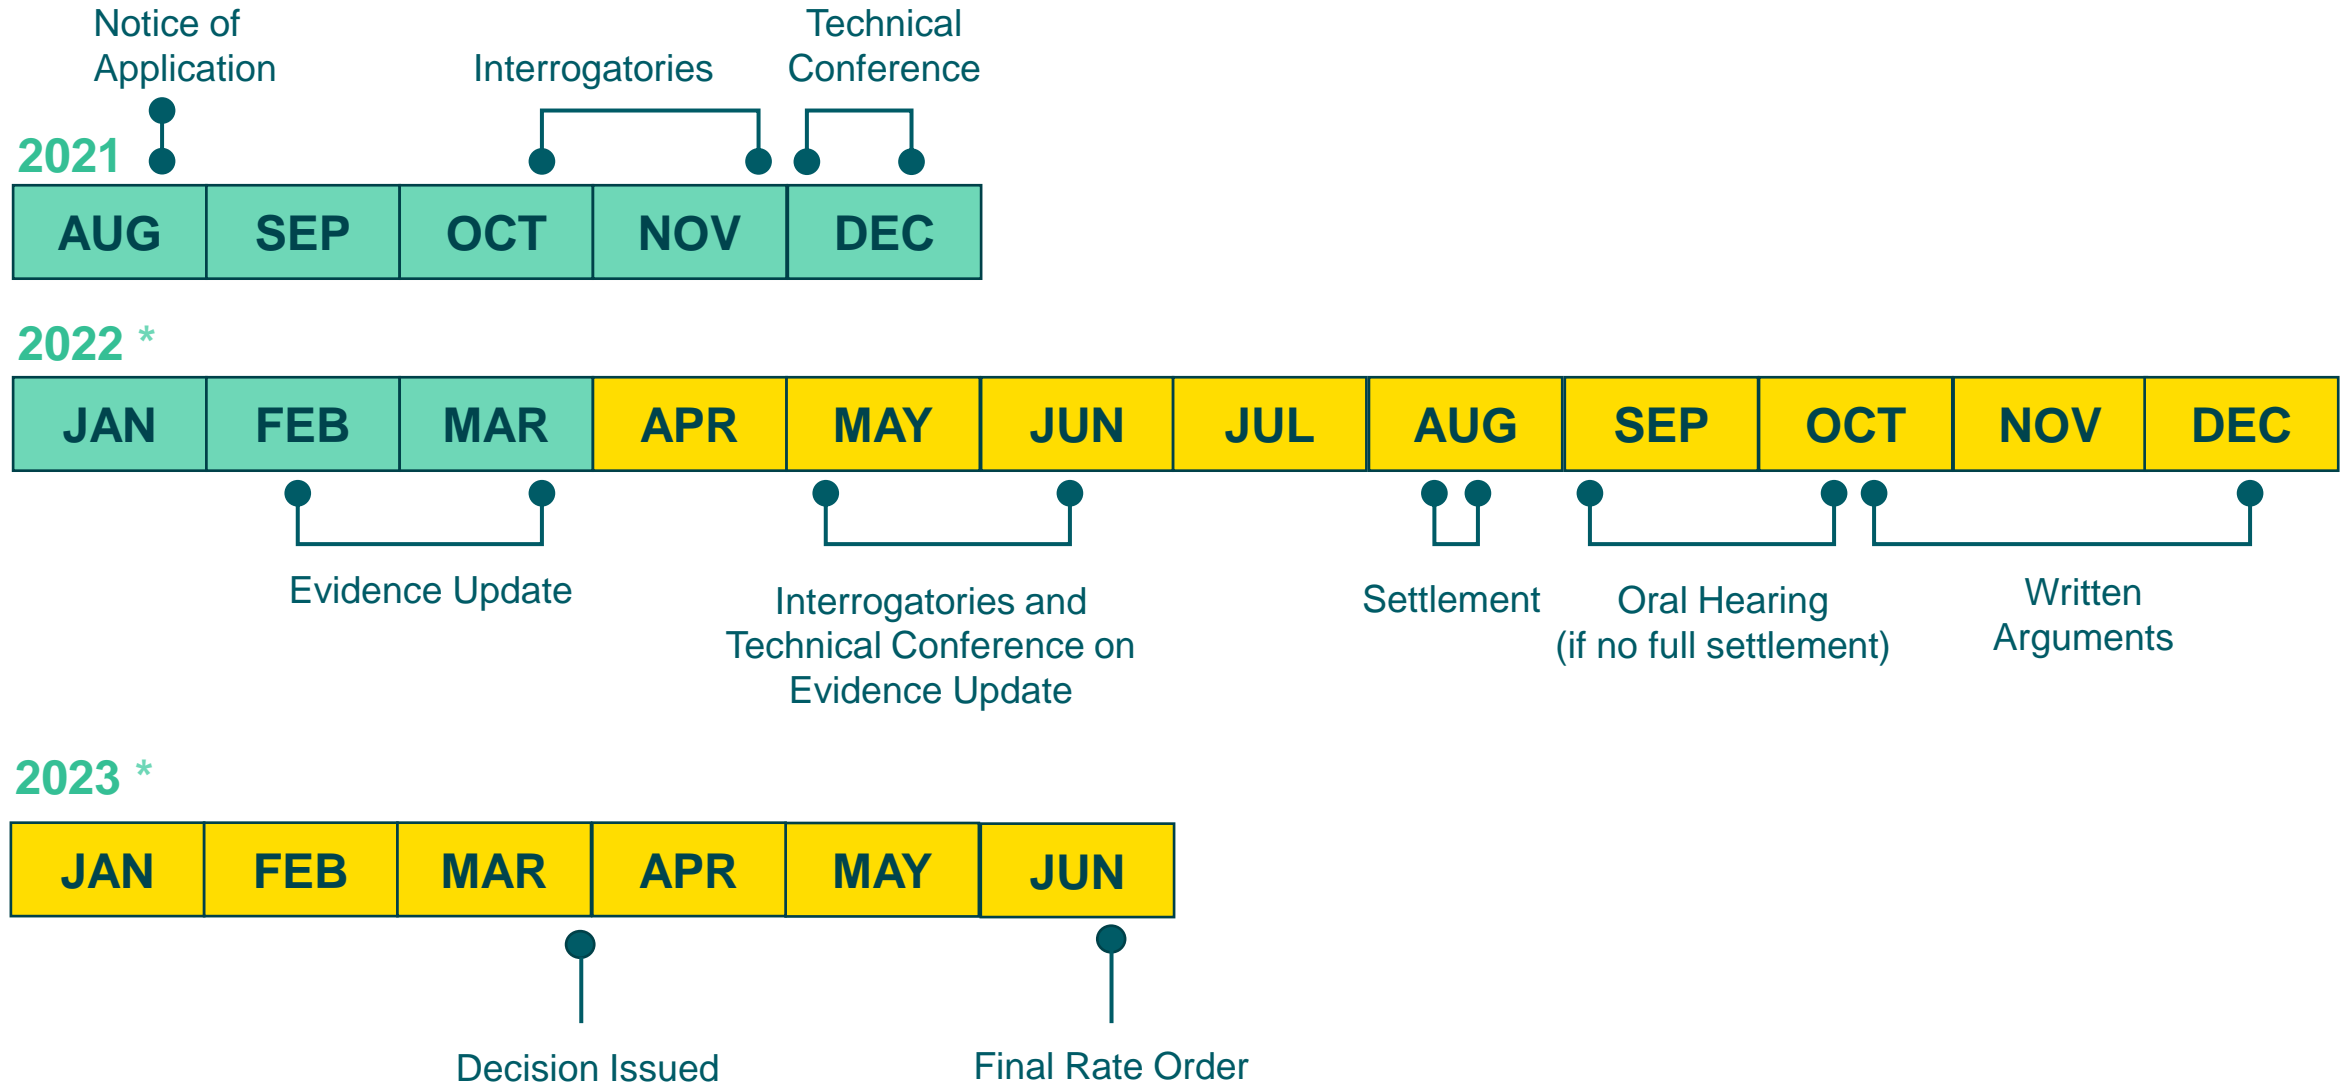 Notice of
Application
Interrogatories
Technical
Conference
2021
AUG SEP OCT NOV DEC
2022 *
JAN FEB MAR APR MAY JUN JUL AUG SEP OCT NOV DEC
Evidence Update
Interrogatories and
Technical Conference on
Evidence Update
Settlement
Oral Hearing
(if no full settlement)
Written
Arguments
2023 *
JAN FEB MAR APR MAY JUN
Decision Issued
Final Rate Order